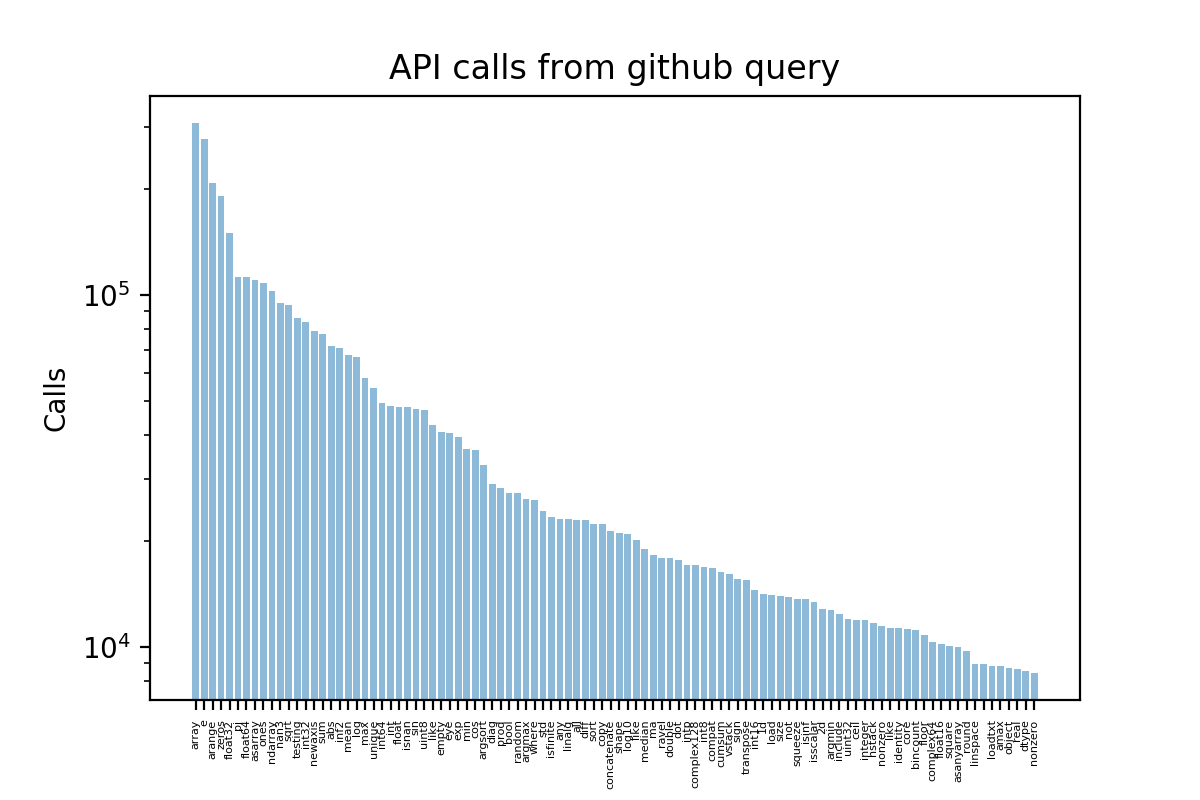 API calls from github query
Calls
10^5
10^4
array
e
arange
zeros
float32
pi
float64
asarray
ones
ndarray
nan3
sqrt
testing
int32
newaxis
sum
abs
inf2
mean
log
max
unique
int64
int
float
isnan
sin
uint8
like
empty
eye
exp
min
cos
argsort
diag
prod
bool
random
argmax
where
std
isfinite
any
linalg
all
diff
sort
copy
concatenate
shape
log10
like
median
ma
ravel
double
dot
intp
complex128
int8
compat
cumsum
vstack
sign
transpose
int16
1d
load
size
not
squeeze
isinf
isscalar
2d
argmin
include
uint32
ceil
integer
hstack
nonzero
like
identity
core
bincount
floor
complex64
float16
square
asanyarray
round
linspace
loadtxt
amax
object
real
dtype
nonzero